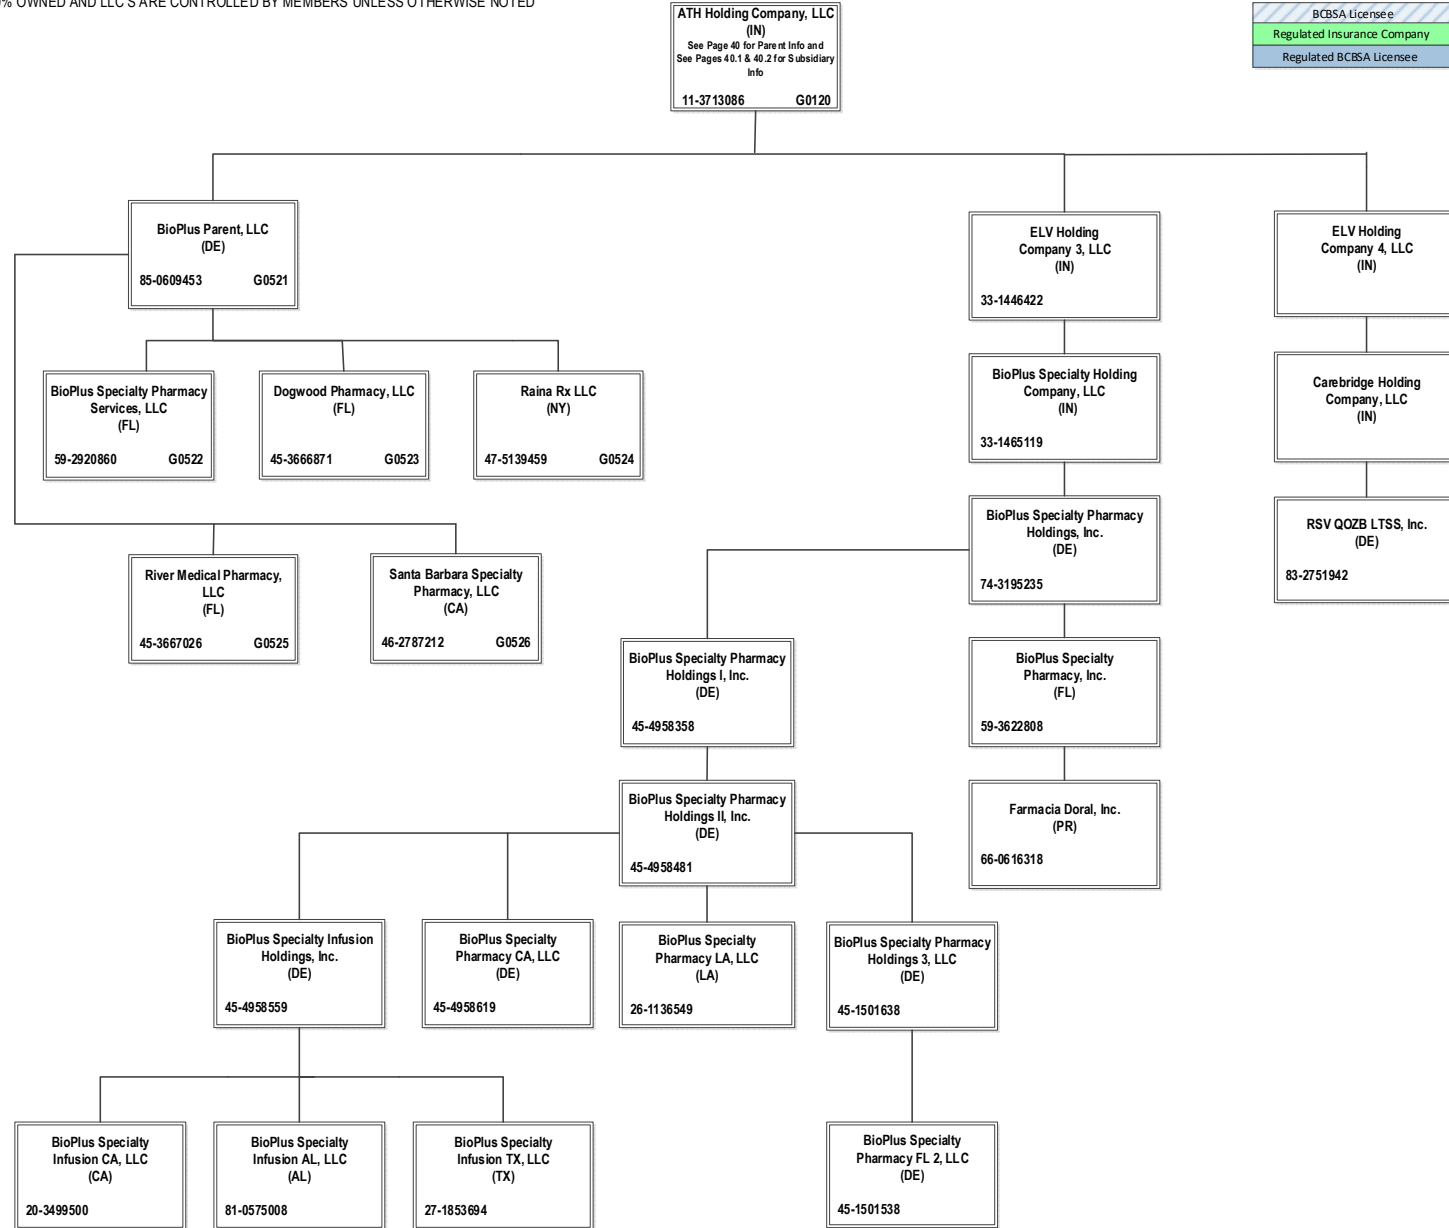 OWNED AND LLC'S ARE CONTROLLED BY MEMBERS UNLESS OTHERWISE NOTED
BCBSA Licensee
Regulated Insurance Company
Regulated BCBSA Licensee
ATH Holding Company, LLC
(IN)
See Page 40 for Parent Info and
See Pages 40.1 & 40.2 for Subsidiary
Info
11-3713086 G0120
BioPlus Parent, LLC
(DE)
85-0609453 G0521
ELV Holding
Company 3, LLC
(IN)
33-1446422
ELV Holding
Company 4, LLC
(IN)
BioPlus Specialty Pharmacy
Services, LLC
(FL)
59-2920860 G0522
Dogwood Pharmacy, LLC
(FL)
45-3666871 G0523
Raina Rx LLC
(NY)
47-5139459 G0524
BioPlus Specialty Holding
Company, LLC
(IN)
33-1465119
Carebridge Holding
Company, LLC
(IN)
BioPlus Specialty Pharmacy
Holdings, Inc.
(DE)
74-3195235
RSV QOZB LTSS, Inc.
(DE)
83-2751942
River Medical Pharmacy,
LLC
(FL)
45-3667026 G0525
Santa Barbara Specialty
Pharmacy, LLC
(CA)
46-2787212 G0526
BioPlus Specialty Pharmacy
Holdings I, Inc.
(DE)
45-4958358
BioPlus Specialty
Pharmacy, Inc.
(FL)
59-3622808
BioPlus Specialty Pharmacy
Holdings II, Inc.
(DE)
45-4958481
Farmacia Doral, Inc.
(PR)
66-0616318
BioPlus Specialty Infusion
Holdings, Inc.
(DE)
45-4958559
BioPlus Specialty
Pharmacy CA, LLC
(DE)
45-4958619
BioPlus Specialty
Pharmacy LA, LLC
(LA)
26-1136549
BioPlus Specialty Pharmacy
Holdings 3, LLC
(DE)
45-1501638
BioPlus Specialty
Infusion CA, LLC
(CA)
20-3499500
BioPlus Specialty
Infusion AL, LLC
(AL)
81-0575008
BioPlus Specialty
Infusion TX, LLC
(TX)
27-1853694
BioPlus Specialty
Pharmacy FL 2, LLC
(DE)
45-1501538